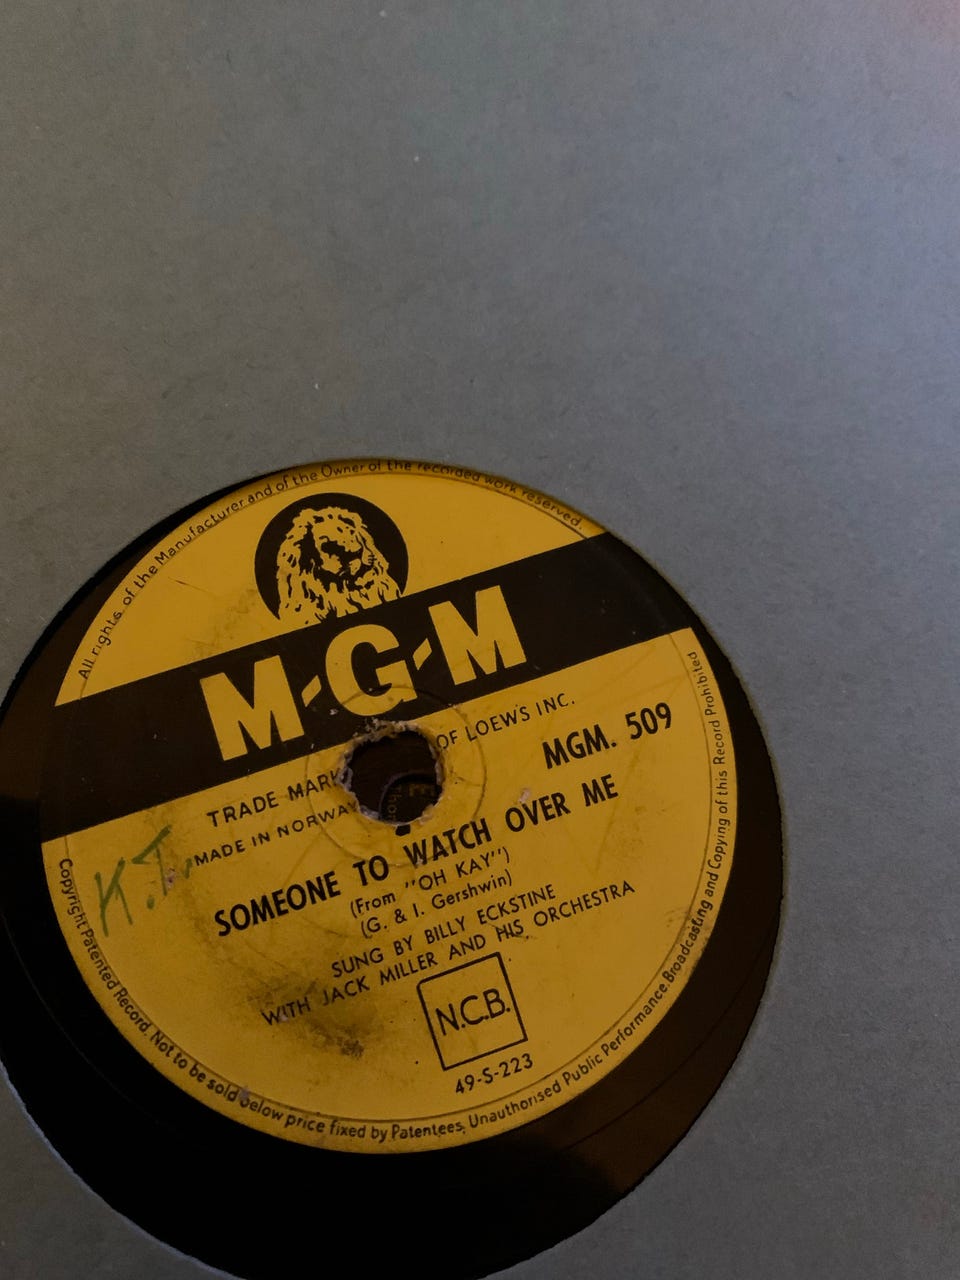 All rights of the Manufacturer and of the Owner of the recorded work reserved.
M-G-M
TRADE MARK OF LOEW'S INC.
MADE IN NORWAY
MGM. 509
SOMEONE TO WATCH OVER ME
(From "OH KAY")
(G. & I. Gershwin)
SUNG BY BILLY ECKSTINE
WITH JACK MILLER AND HIS ORCHESTRA
N.C.B.
49-S-223
K.T.
Copyright Patented Record. Not to be sold below price fixed by Patentees, Unauthorised Public Performance. Broadcasting and Copying of this Record Prohibited